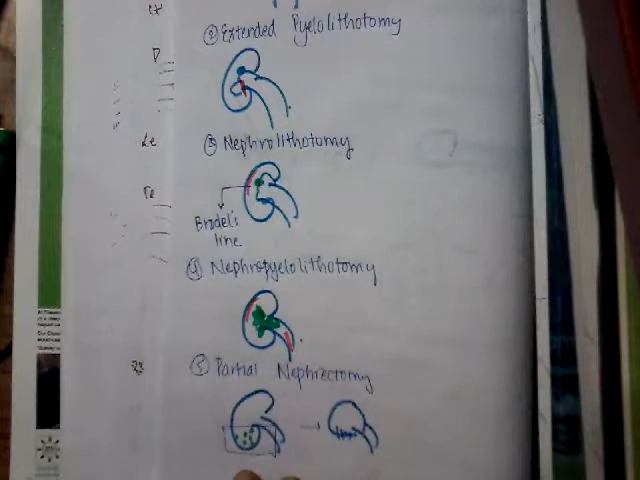 ② Extended Pyelolithotomy
③ Nephrolithotomy
Brodel's
line
④ Nephropyelolithotomy
⑤ Partial Nephrectomy